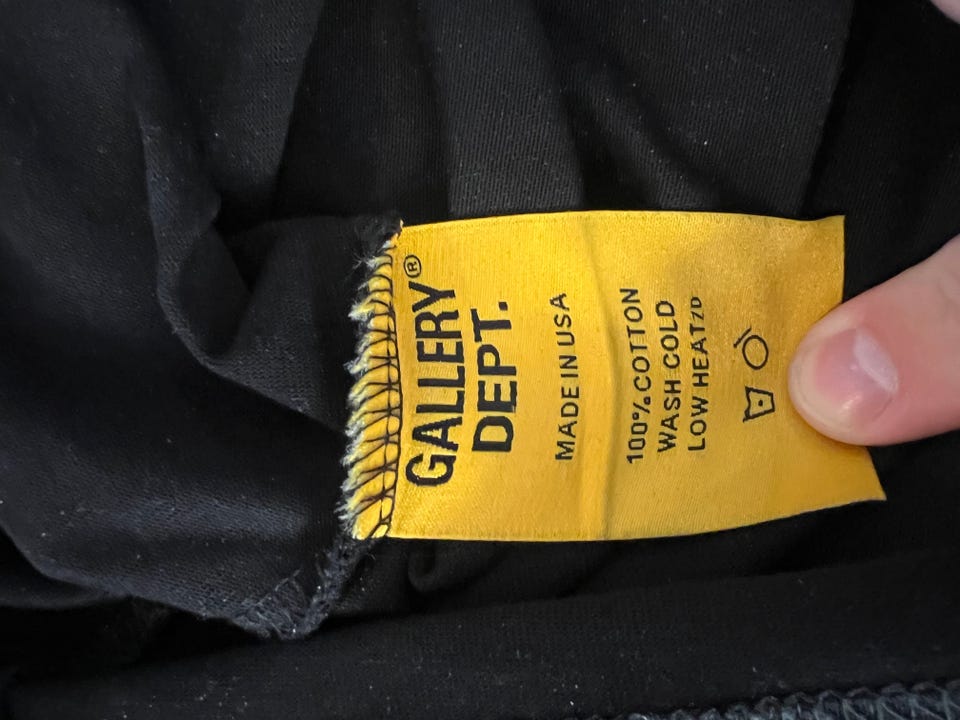 GALLERY®
DEPT.
MADE IN USA
100% COTTON
WASH COLD
LOW HEAT